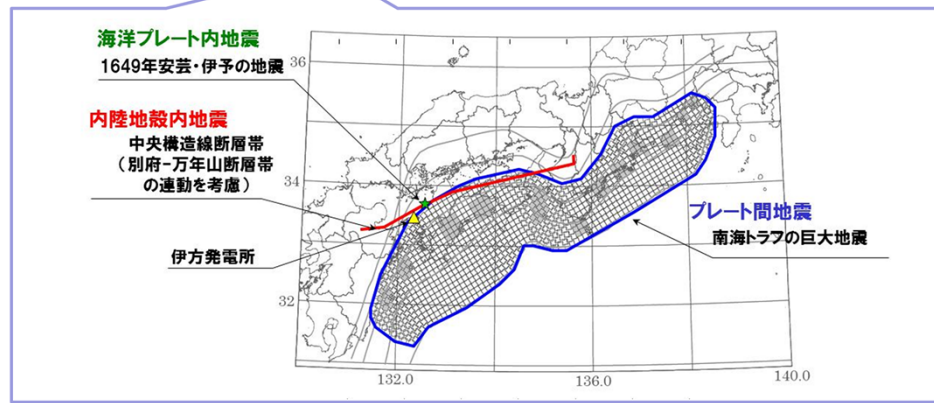 海洋プレート内地震
1649年安芸・伊予の地震
内陸地殻内地震
中央構造線断層帯
（別府−万年山断層帯
の連動を考慮）
伊方発電所
プレート間地震
南海トラフの巨大地震
36
34
32
132.0
136.0
140.0